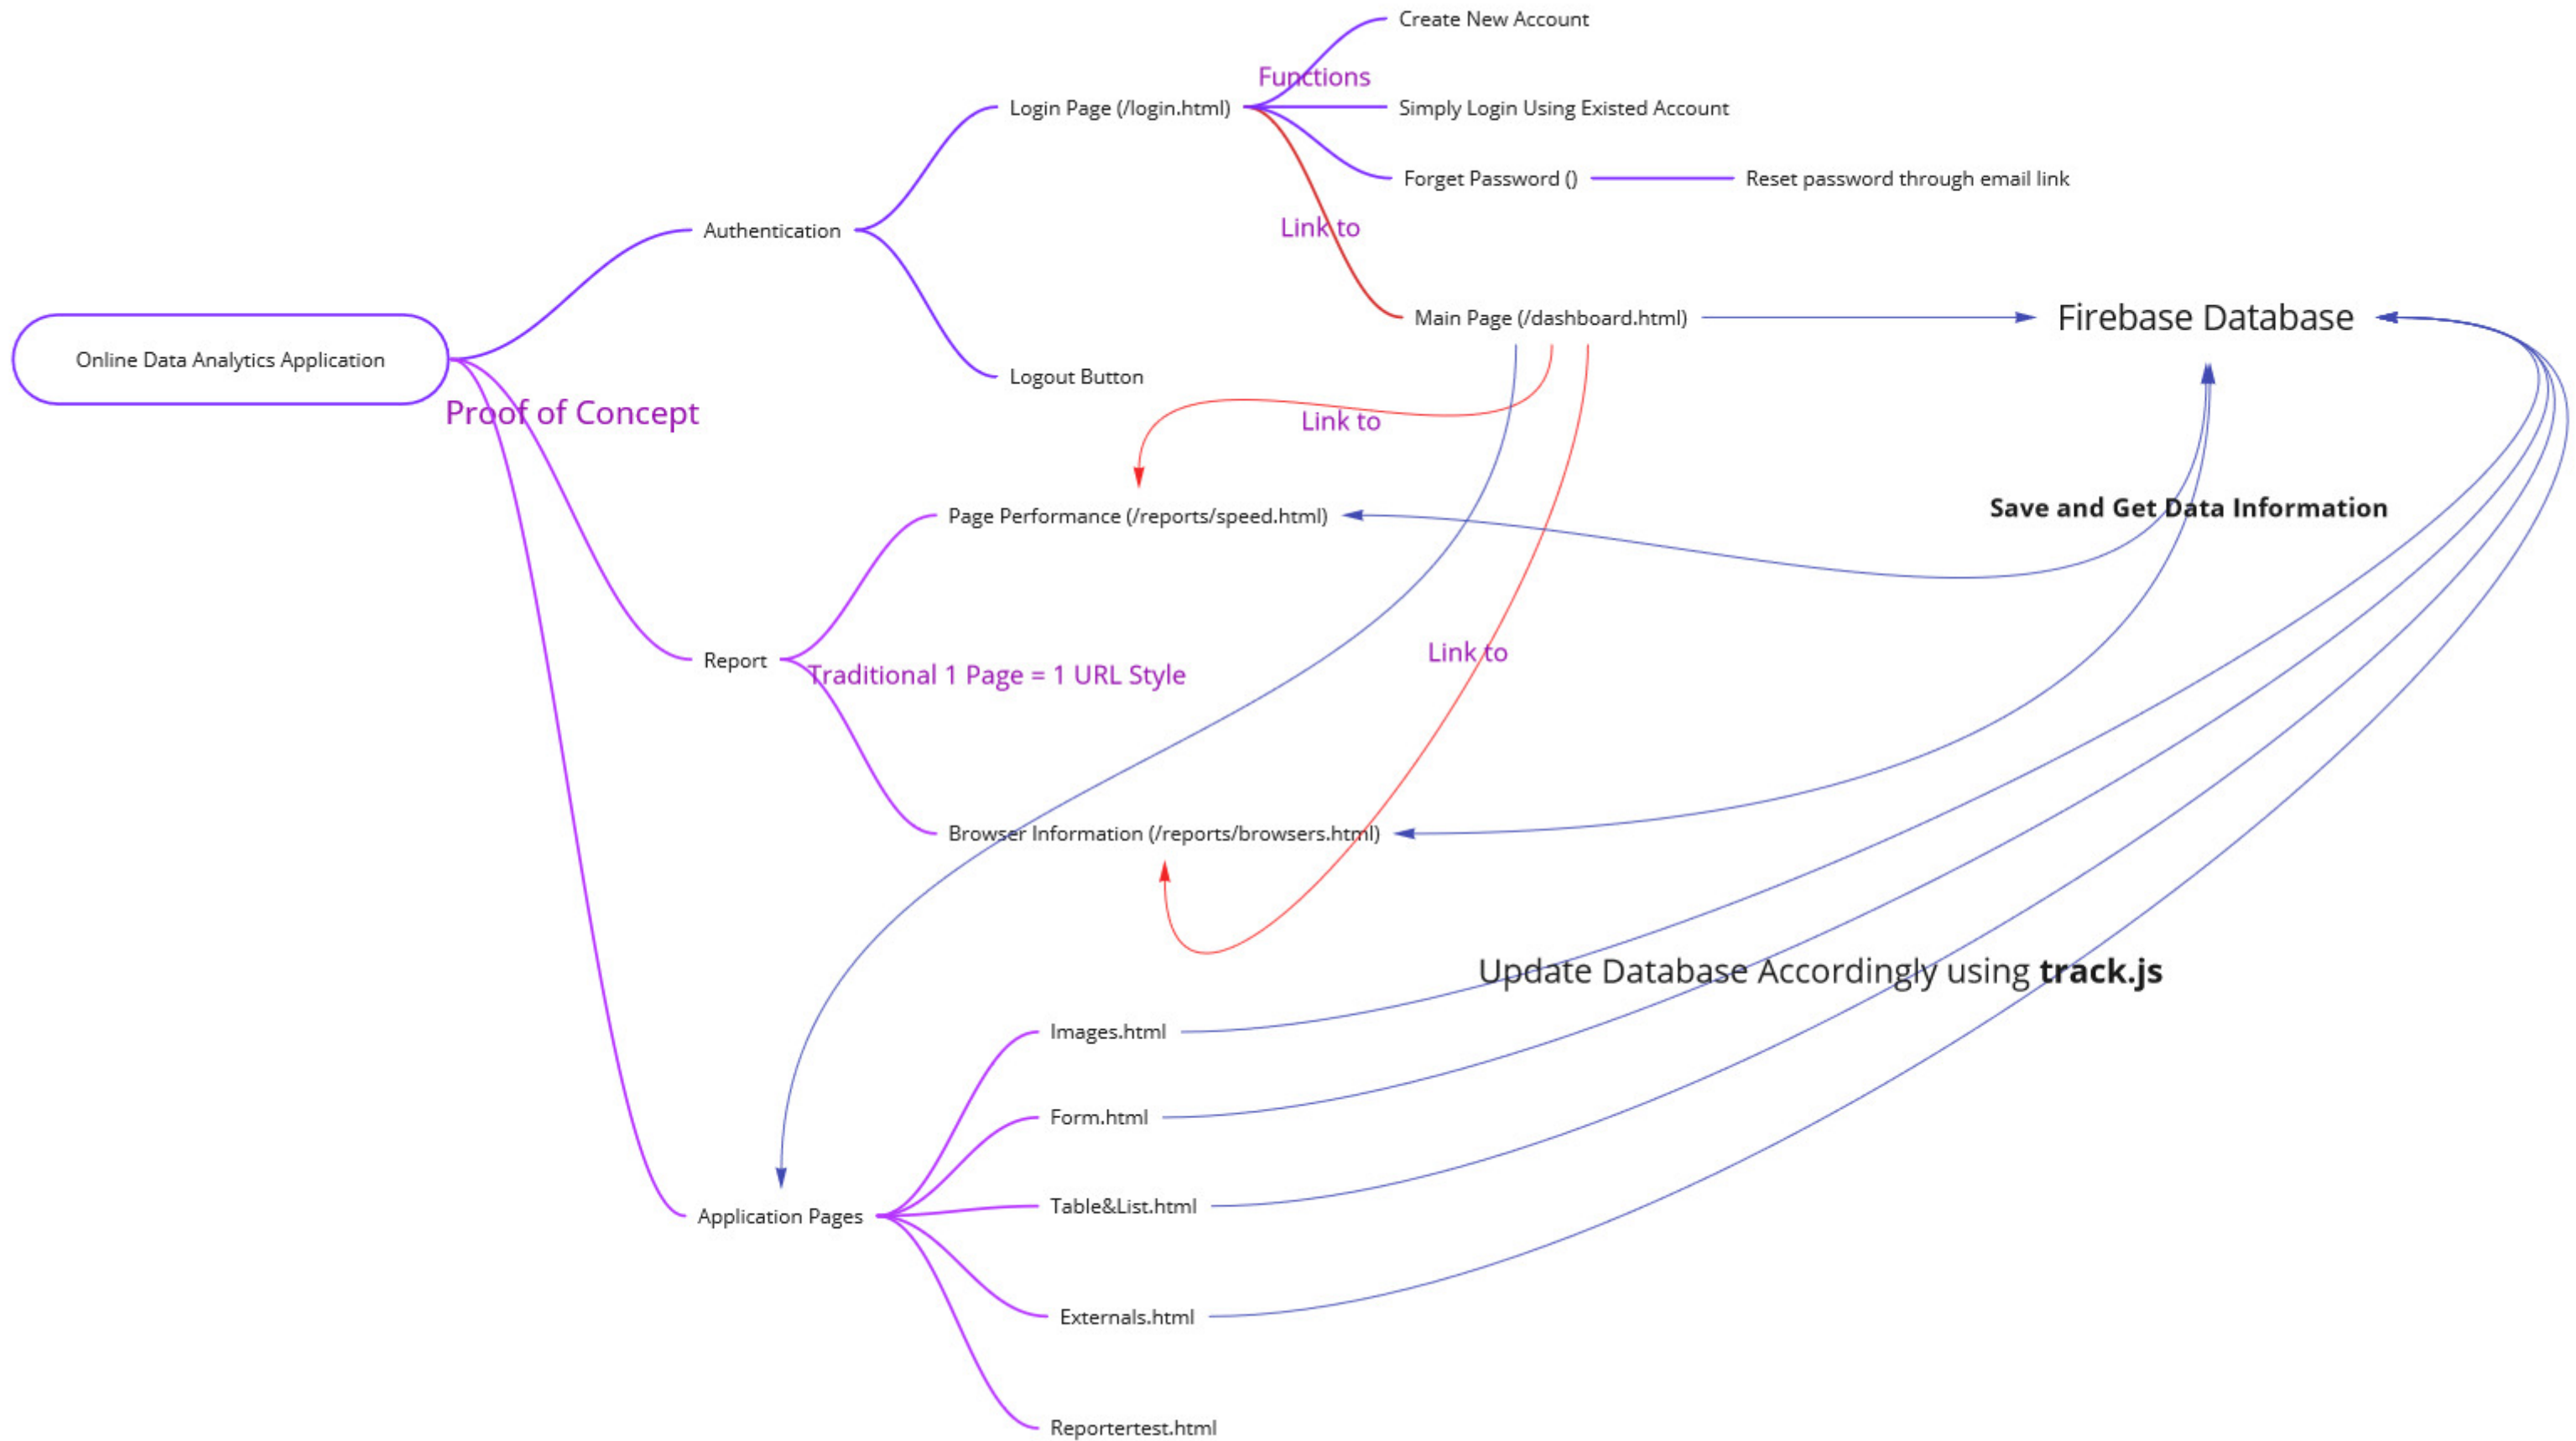 Create New Account
Functions
Login Page (/login.html)
Simply Login Using Existed Account
Forget Password ()
Reset password through email link
Link to
Authentication
Main Page (/dashboard.html)
Firebase Database
Online Data Analytics Application
Logout Button
Proof of Concept
Link to
Page Performance (/reports/speed.html)
Save and Get Data Information
Link to
Report
Traditional 1 Page = 1 URL Style
Browser Information (/reports/browsers.html)
Update Database Accordingly using track.js
Images.html
Form.html
Table&List.html
Application Pages
Externals.html
Reportertest.html